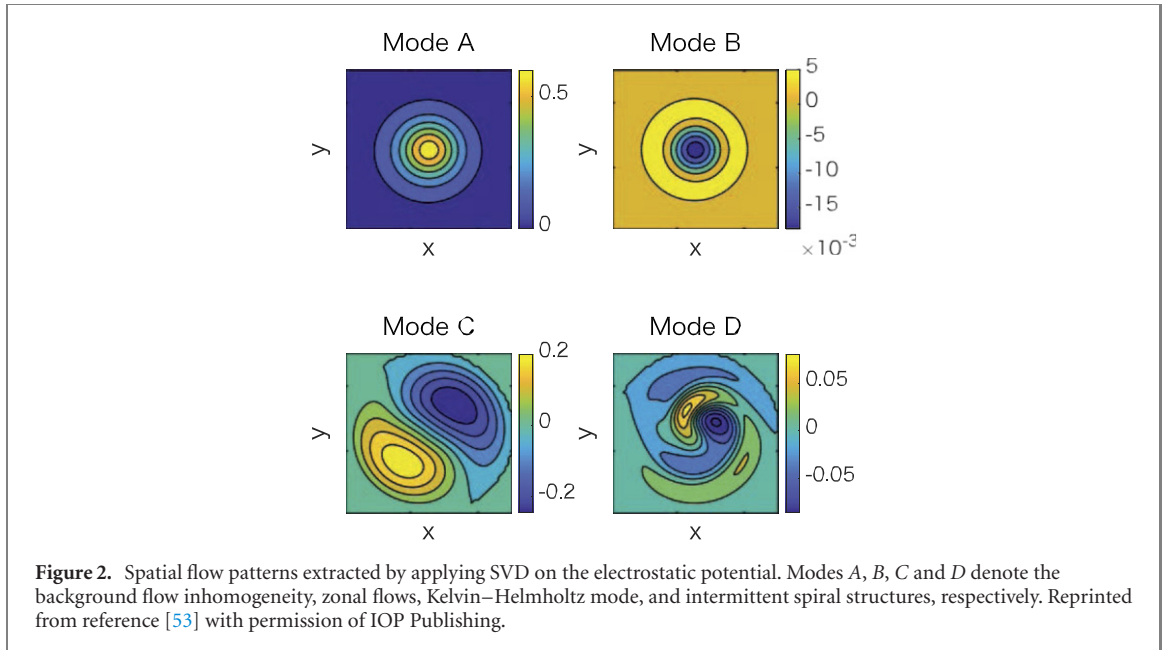 Mode A
Mode B
y
0.5
0
x
y
5
0
-5
-10
-15
×10-3
x
Mode C
Mode D
y
0.2
0
-0.2
x
y
0.05
0
-0.05
x
Figure 2. Spatial flow patterns extracted by applying SVD on the electrostatic potential. Modes A, B, C and D denote the
background flow inhomogeneity, zonal flows, Kelvin–Helmholtz mode, and intermittent spiral structures, respectively. Reprinted
from reference [53] with permission of IOP Publishing.